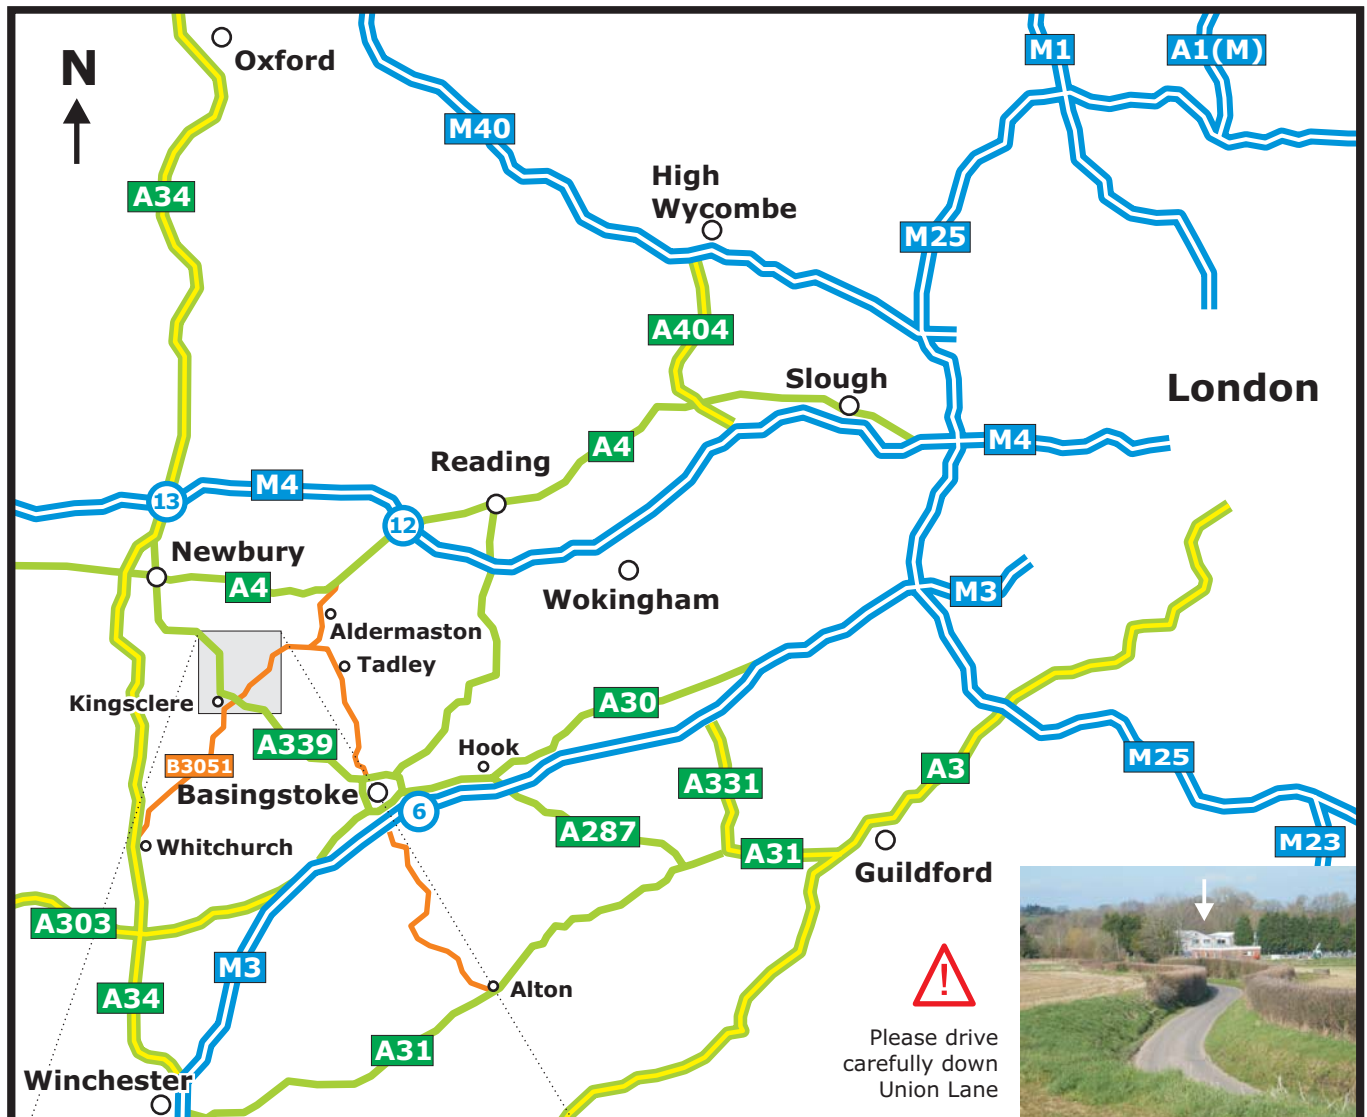 Oxford
N
M1
A1(M)
M40
A34
High
Wycombe
M25
A404
Slough
London
A4
M4
Reading
M4
13
12
Newbury
A4
Wokingham
M3
Aldermaston
Tadley
Kingsclere
A30
A339
Hook
B3051
A331
A3
M25
Basingstoke
6
A287
Whitchurch
A31
M23
Guildford
A303
M3
A34
Alton
!
Please drive
carefully down
Union Lane
A31
Winchester